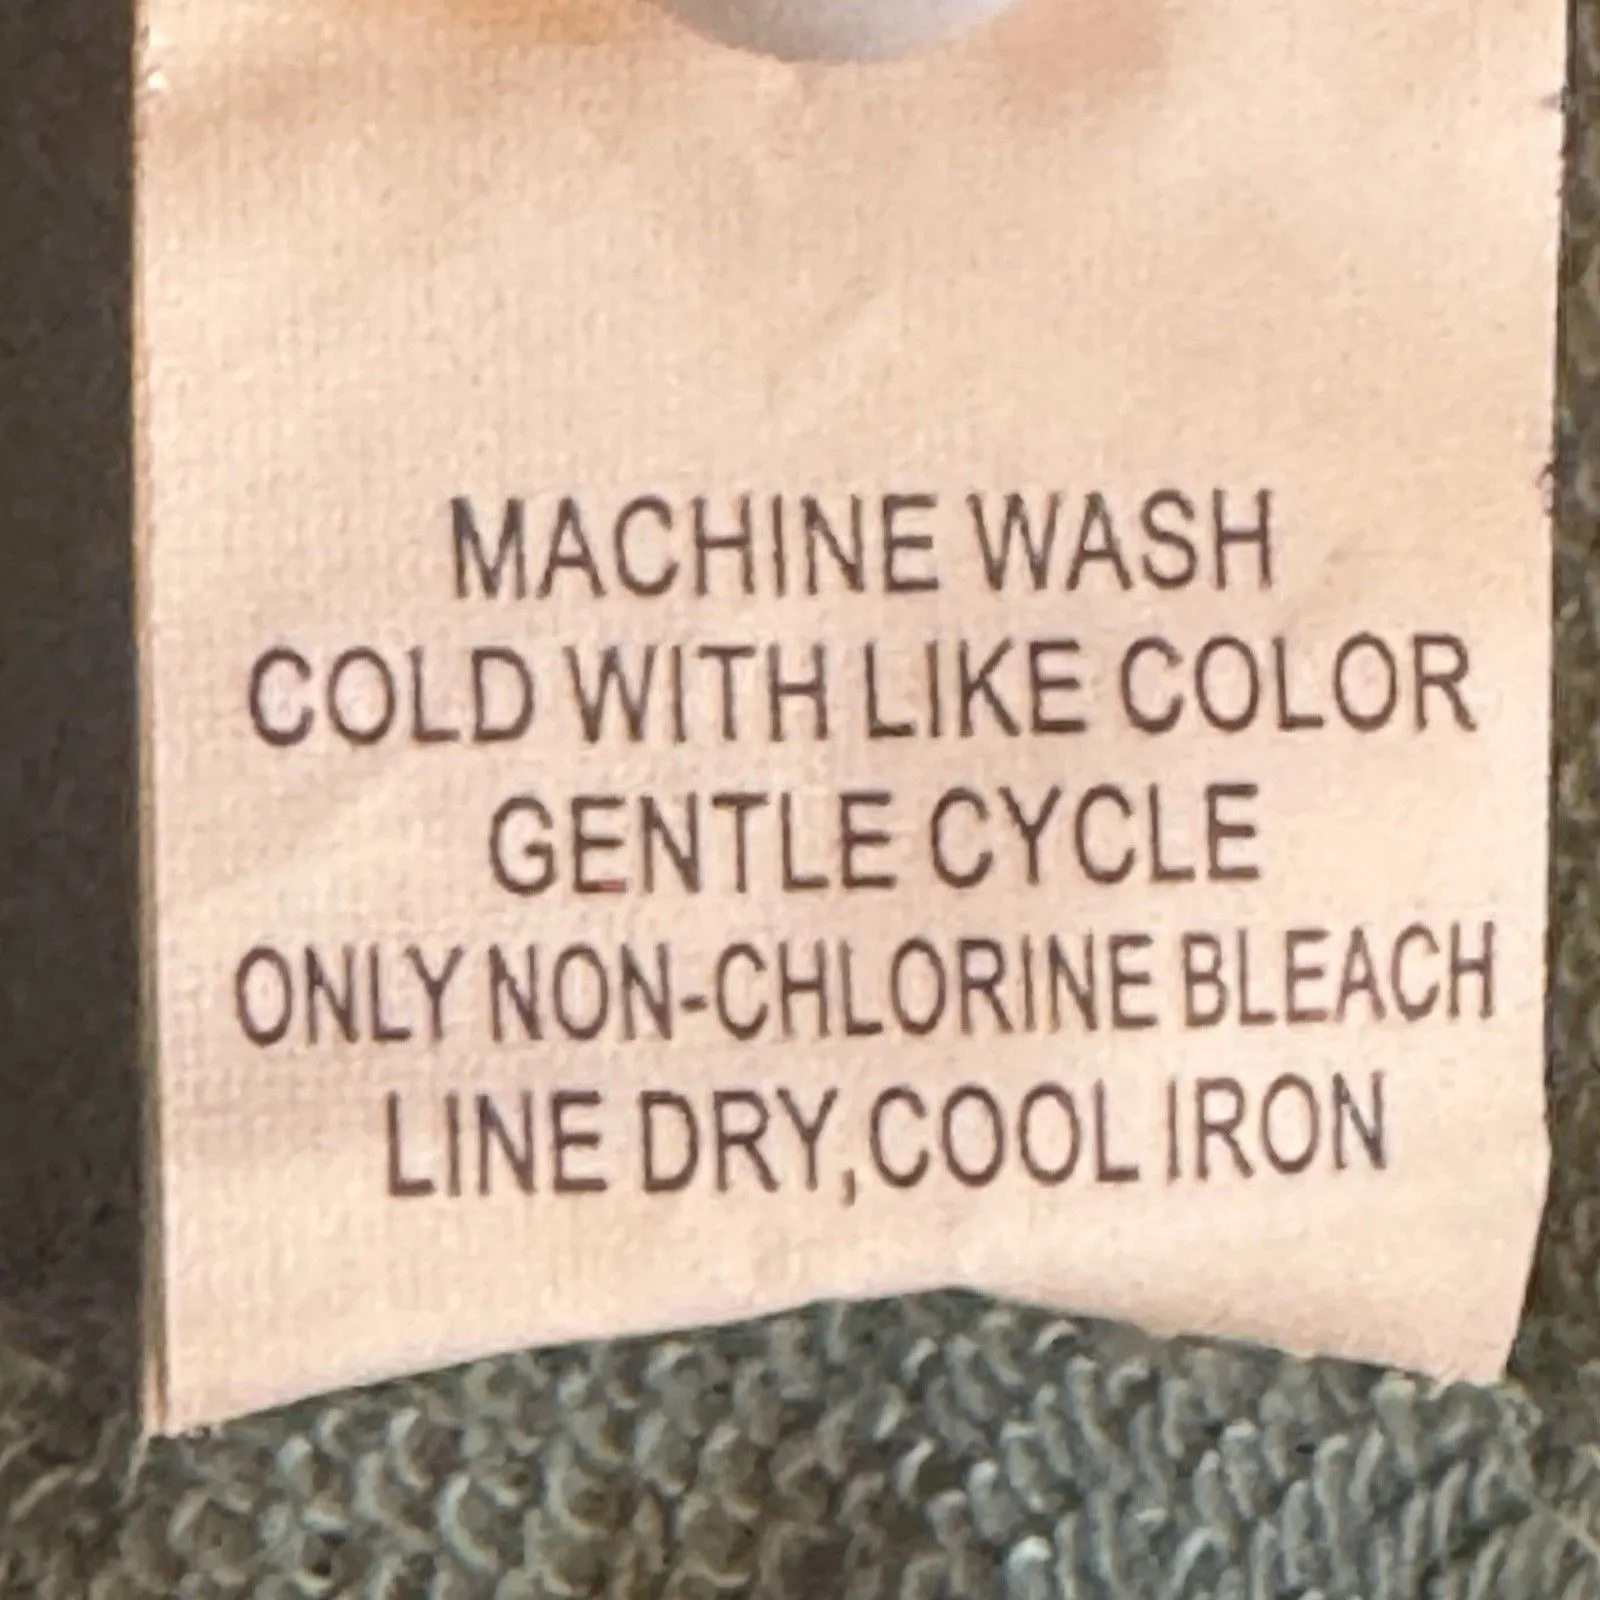 MACHINE WASH
COLD WITH LIKE COLOR
GENTLE CYCLE
ONLY NON-CHLORINE BLEACH
LINE DRY,COOL IRON